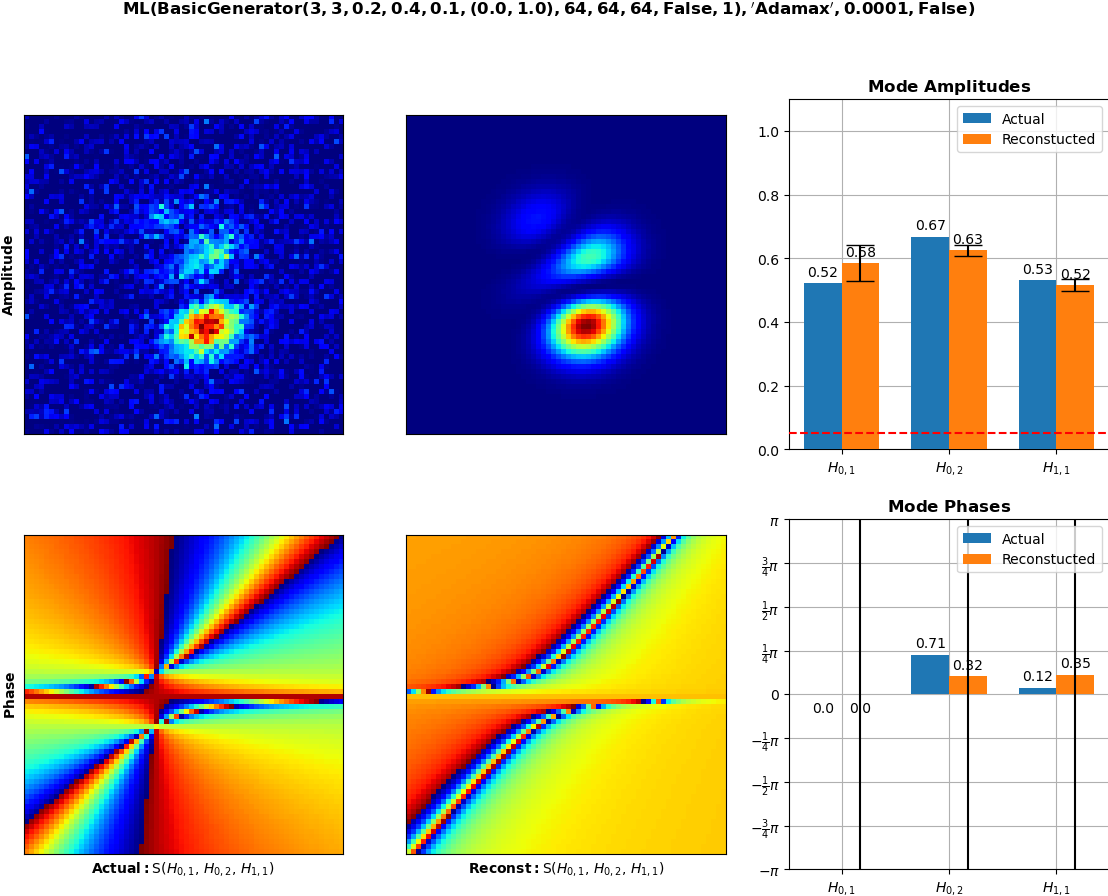 ML(BasicGenerator(3, 3, 0.2, 0.4, 0.1, (0.0, 1.0), 64, 64, 64, False, 1), ′Adamax′, 0.0001, False)
Amplitude
Mode Amplitudes
Actual
Reconstucted
1.0
0.8
0.6
0.4
0.2
0.0
0.52
0.58
0.67
0.63
0.53
0.52
H0,1
H0,2
H1,1
Phase
Actual: S(H0,1, H0,2, H1,1)
Reconst: S(H0,1, H0,2, H1,1)
Mode Phases
Actual
Reconstucted
π
3/4π
1/2π
1/4π
0
−1/4π
−1/2π
−3/4π
−π
0.0
0.0
0.71
0.32
0.12
0.35
H0,1
H0,2
H1,1